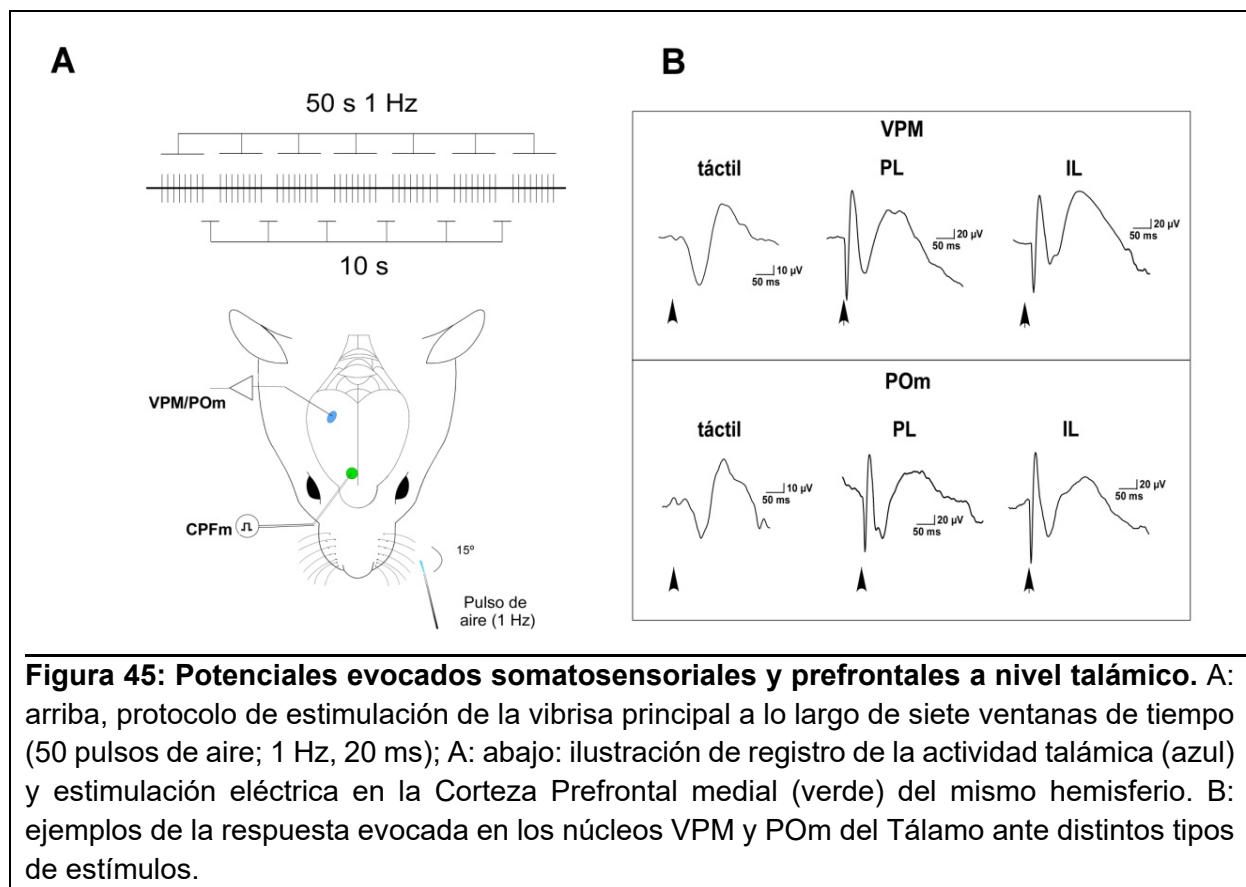 A
50 s 1 Hz
10 s
VPM/POm
CPFm
15º
Pulso de
aire (1 Hz)
B
VPM
táctil PL IL
10 µV
50 ms
20 µV
50 ms
20 µV
50 ms
POm
táctil PL IL
10 µV
50 ms
20 µV
50 ms
20 µV
50 ms
Figura 45: Potenciales evocados somatosensoriales y prefrontales a nivel talámico. A:
arriba, protocolo de estimulación de la vibrisa principal a lo largo de siete ventanas de tiempo
(50 pulsos de aire; 1 Hz, 20 ms); A: abajo: ilustración de registro de la actividad talámica (azul)
y estimulación eléctrica en la Corteza Prefrontal medial (verde) del mismo hemisferio. B:
ejemplos de la respuesta evocada en los núcleos VPM y POm del Tálamo ante distintos tipos
de estímulos.